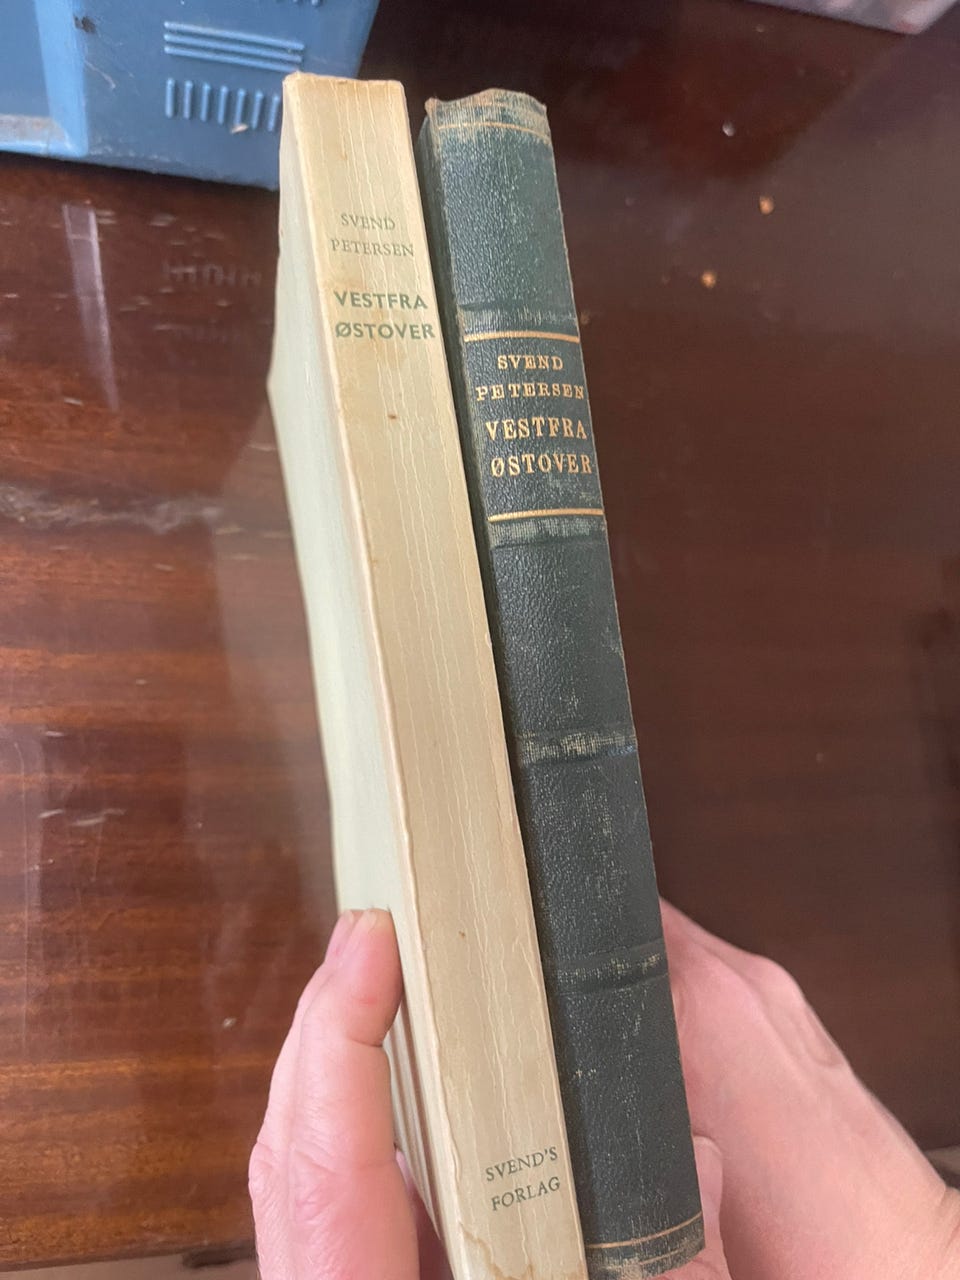 SVEND
PETERSEN
VESTFRA
ØSTOVER
SVEND'S
FORLAG
SVEND
PETERSEN
VESTFRA
ØSTOVER